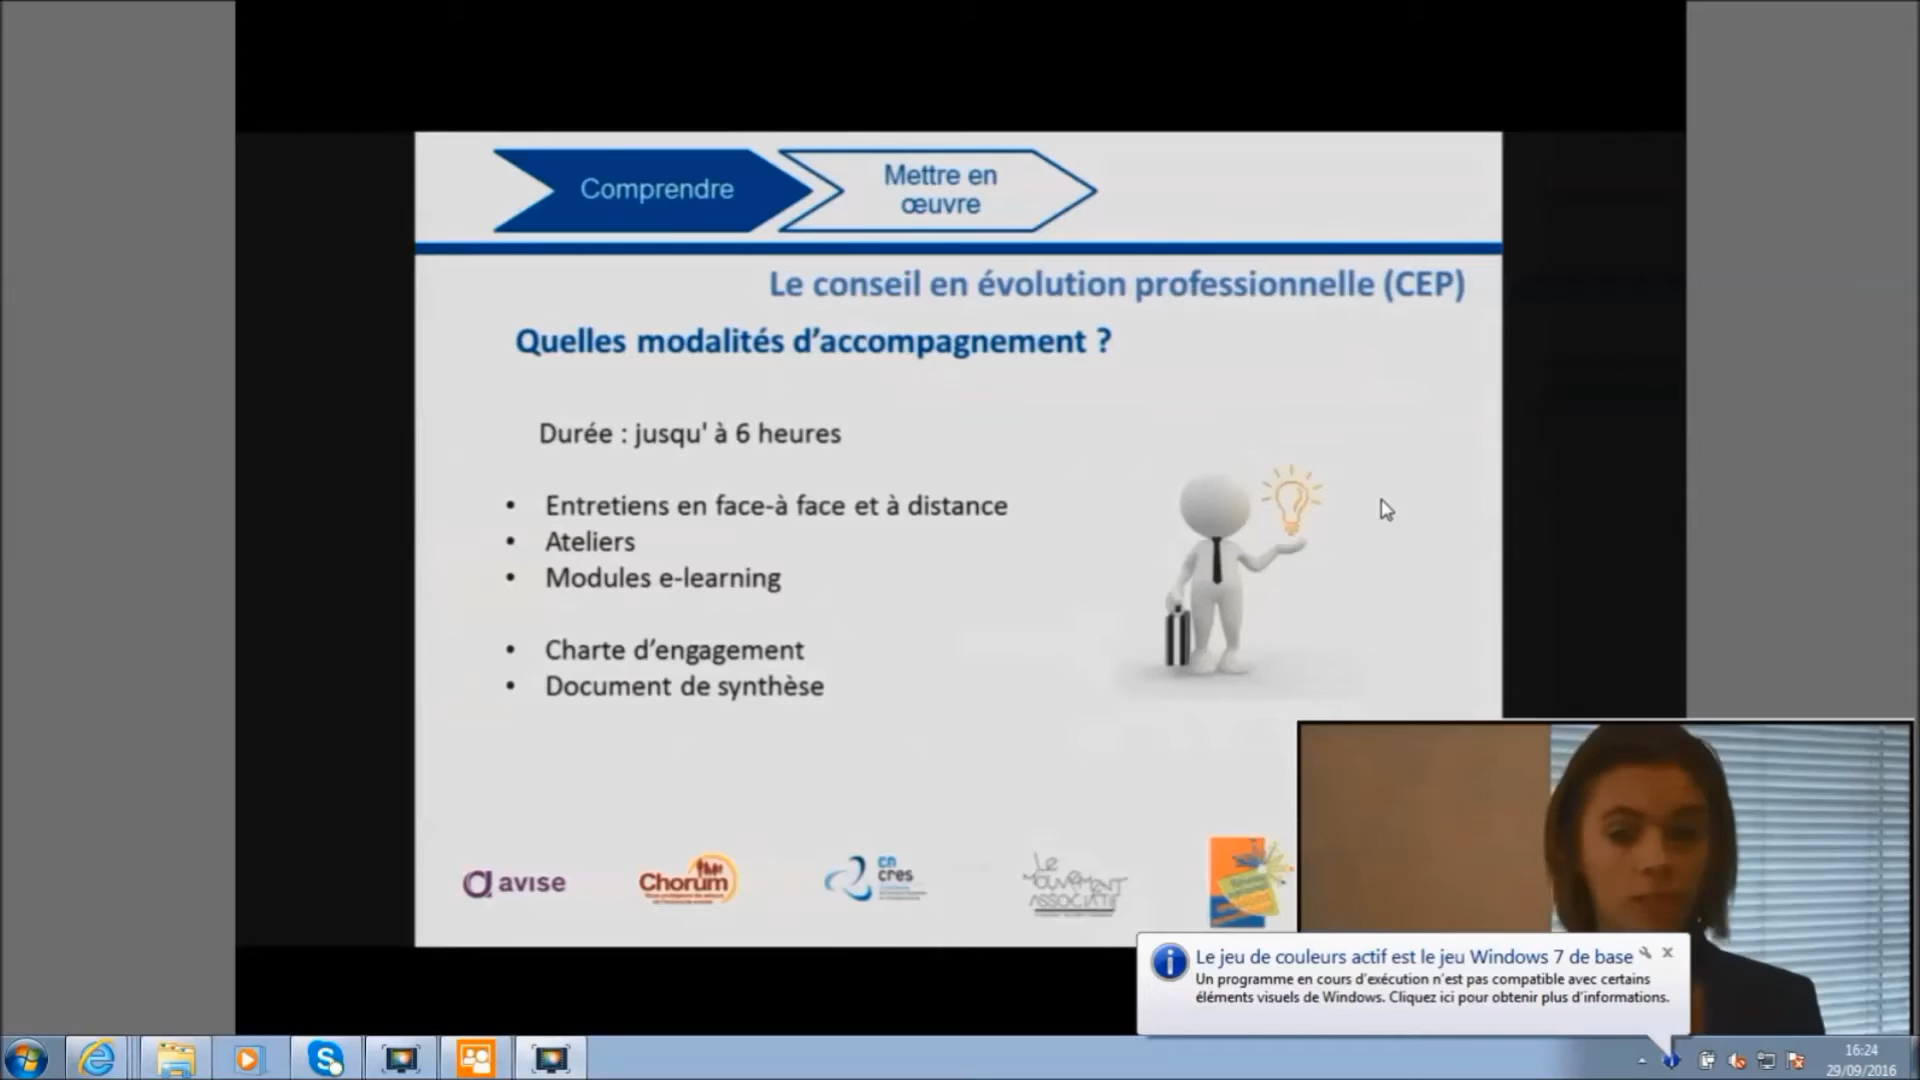 Comprendre
Mettre en
œuvre
Le conseil en évolution professionnelle (CEP)
Quelles modalités d'accompagnement ?
Durée : jusqu' à 6 heures
• Entretiens en face-à face et à distance
• Ateliers
• Modules e-learning
• Charte d'engagement
• Document de synthèse
avise
Chorum
cn
cres
Le
mouvement
associatif
Le jeu de couleurs actif est le jeu Windows 7 de base
Un programme en cours d'exécution n'est pas compatible avec certains
éléments visuels de Windows. Cliquez ici pour obtenir plus d'informations.
16:24
29/09/2016